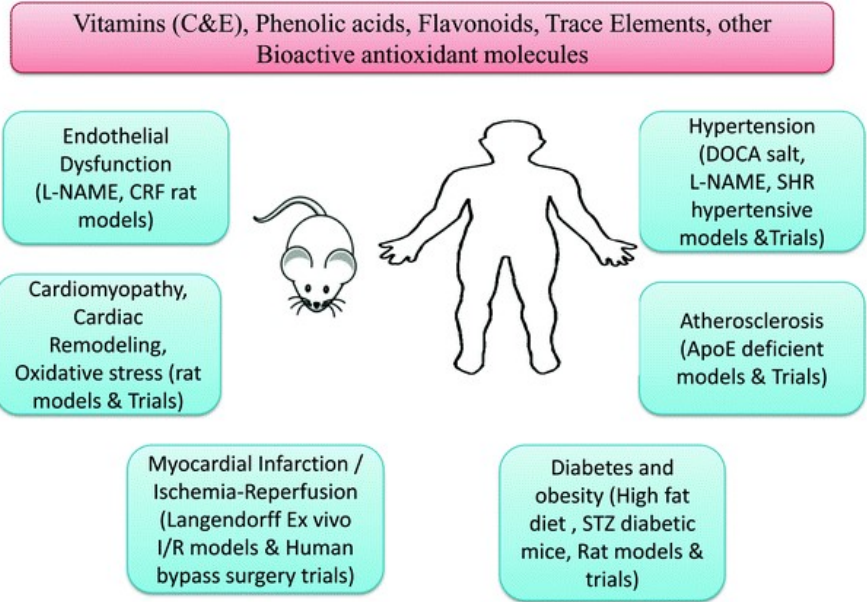 Vitamins (C&E), Phenolic acids, Flavonoids, Trace Elements, other
Bioactive antioxidant molecules
Endothelial
Dysfunction
(L-NAME, CRF rat
models)
Hypertension
(DOCA salt,
L-NAME, SHR
hypertensive
models &Trials)
Cardiomyopathy,
Cardiac
Remodeling,
Oxidative stress (rat
models & Trials)
Atherosclerosis
(ApoE deficient
models & Trials)
Myocardial Infarction /
Ischemia-Reperfusion
(Langendorff Ex vivo
I/R models & Human
bypass surgery trials)
Diabetes and
obesity (High fat
diet , STZ diabetic
mice, Rat models &
trials)